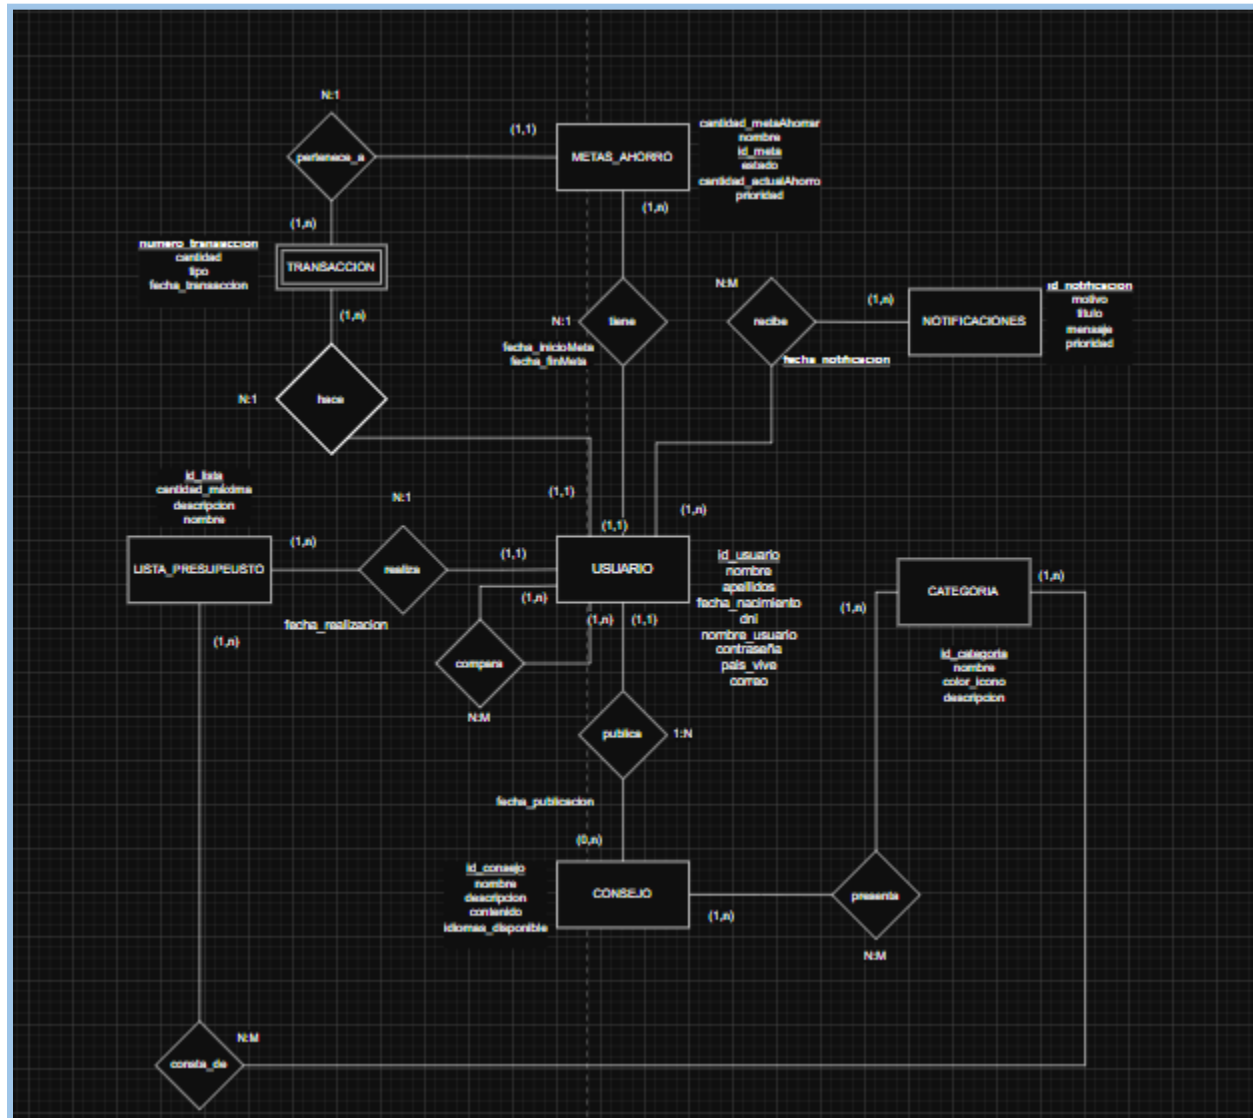 N:1
pertenece_a
(1,1)
METAS_AHORRO
cantidad_metaAhorrar
nombre
id_meta
estado
cantidad_actualAhorro
prioridad
(1,n)
(1,n)
numero_transaccion
cantidad
tipo
fecha_transaccion
TRANSACCION
(1,n)
N:1
tiene
fecha_inicioMeta
fecha_finMeta
N:M
recibe
(1,n)
NOTIFICACIONES
id_notificacion
motivo
titulo
mensaje
prioridad
fecha_notificacion
N:1
hace
(1,1)
(1,1)
(1,n)
id_lista
cantidad_máxima
descripcion
nombre
N:1
LISTA_PRESUPEUSTO
(1,n)
realiza
(1,1)
fecha_realizacion
USUARIO
id_usuario
nombre
apellidos
fecha_nacimiento
dni
nombre_usuario
contraseña
pais_vive
correo
(1,n)
(1,n)
(1,1)
compara
N:M
(1,n)
CATEGORIA
(1,n)
(1,n)
id_categoria
nombre
color_icono
descripcion
publica
1:N
fecha_publicacion
(0,n)
id_consejo
nombre
descripcion
contenido
idiomas_disponible
CONSEJO
(1,n)
presenta
N:M
N:M
consta_de